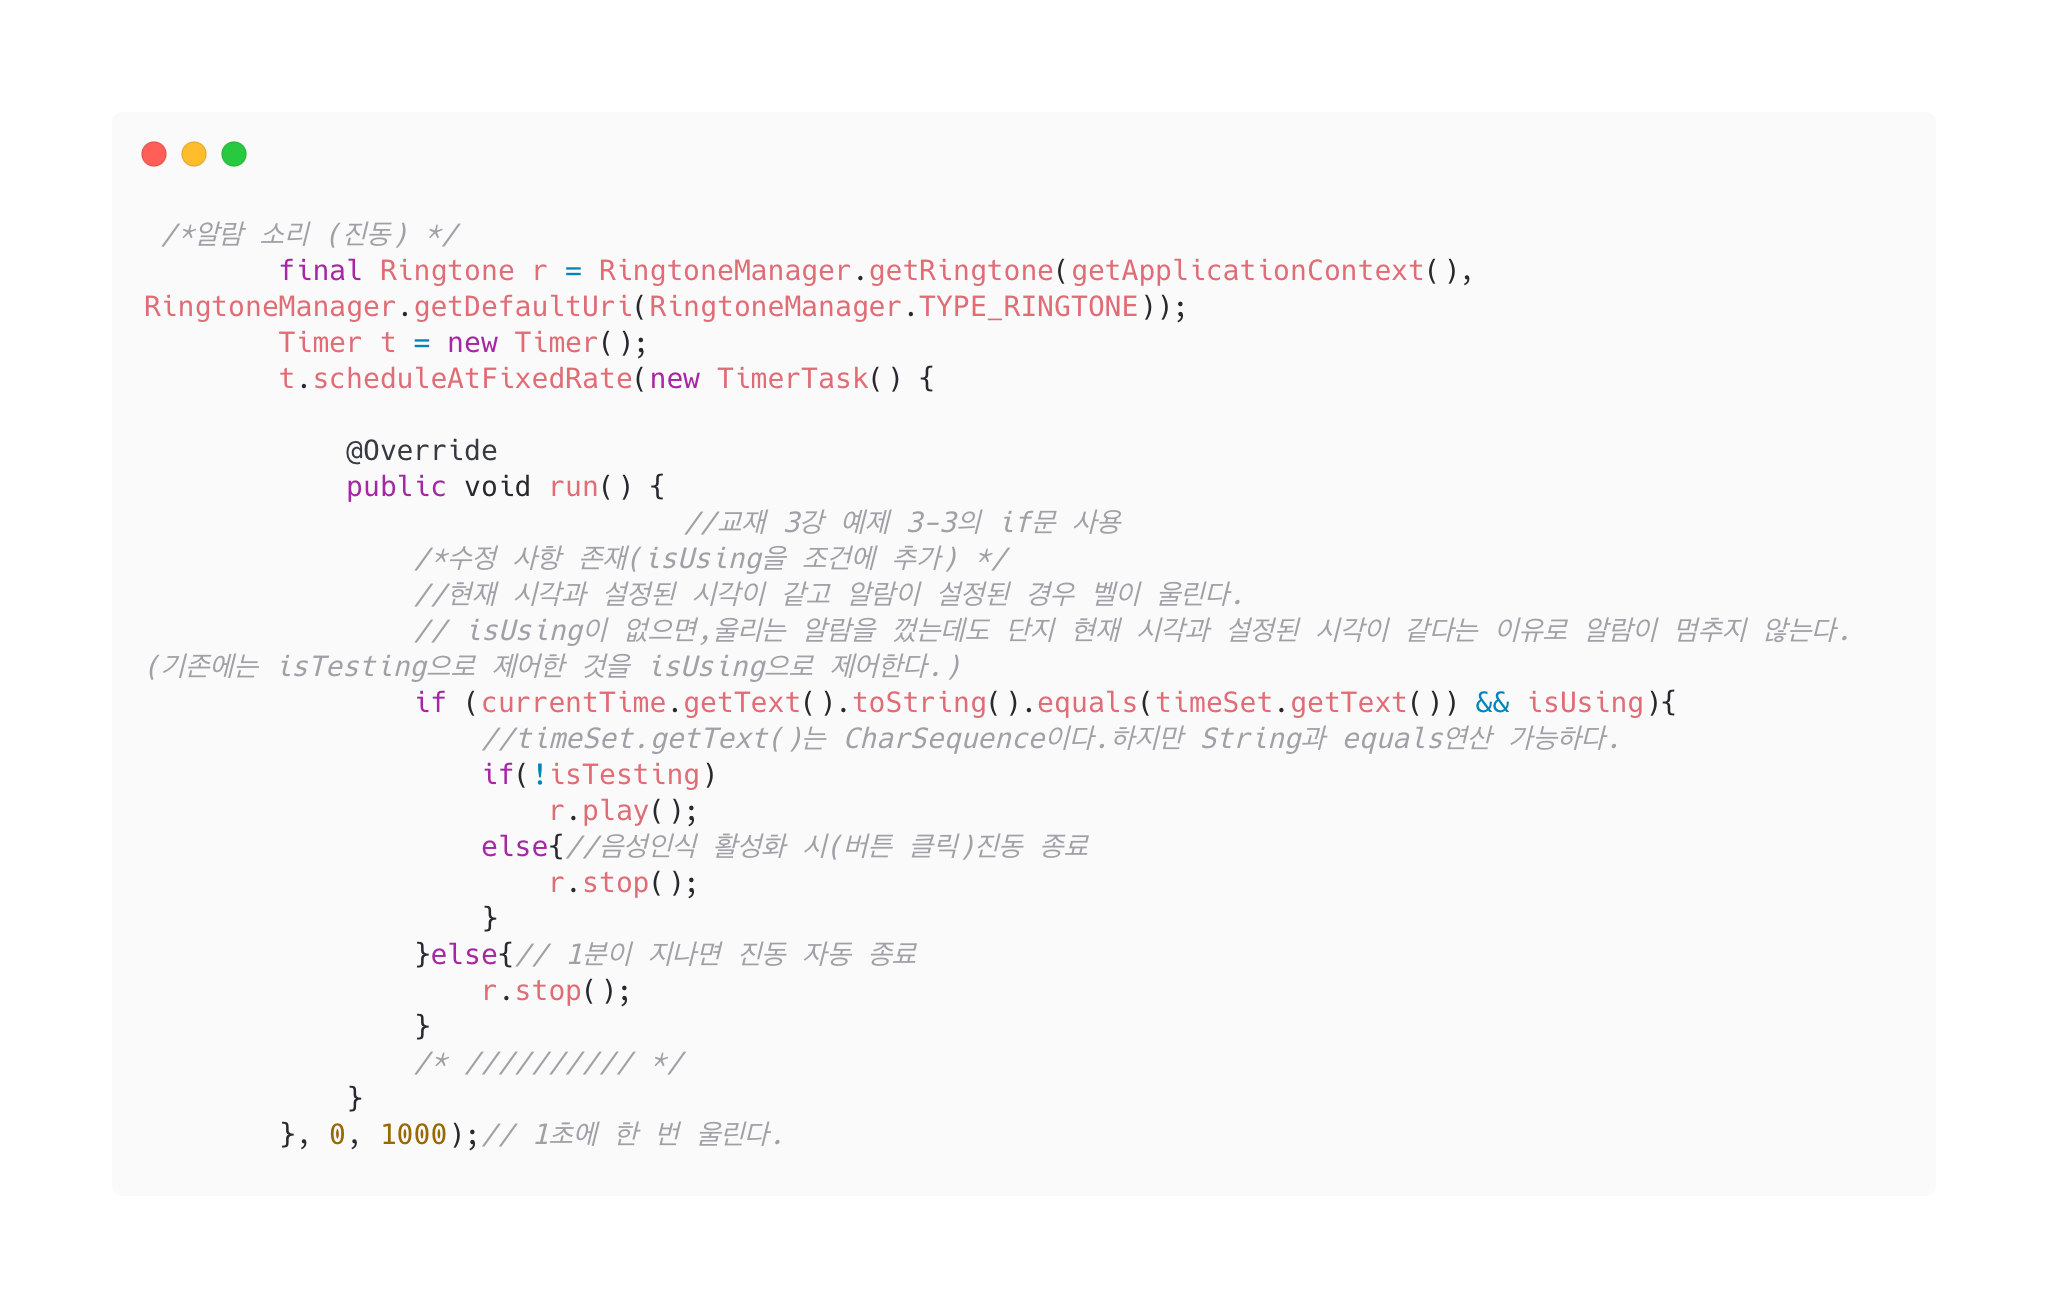 /*알람 소리 (진동) */
final Ringtone r = RingtoneManager.getRingtone(getApplicationContext(),
RingtoneManager.getDefaultUri(RingtoneManager.TYPE_RINGTONE));
Timer t = new Timer();
t.scheduleAtFixedRate(new TimerTask() {
@Override
public void run() {
//교재 3강 예제 3-3의 if문 사용
/*수정 사항 존재(isUsing을 조건에 추가) */
//현재 시각과 설정된 시각이 같고 알람이 설정된 경우 벨이 울린다.
// isUsing이 없으면,울리는 알람을 껐는데도 단지 현재 시각과 설정된 시각이 같다는 이유로 알람이 멈추지 않는다.
(기존에는 isTesting으로 제어한 것을 isUsing으로 제어한다.)
if (currentTime.getText().toString().equals(timeSet.getText()) && isUsing){
//timeSet.getText()는 CharSequence이다.하지만 String과 equals연산 가능하다.
if(!isTesting)
r.play();
else{//음성인식 활성화 시(버튼 클릭)진동 종료
r.stop();
}
}else{// 1분이 지나면 진동 자동 종료
r.stop();
}
/* ////////// */
}
}, 0, 1000);// 1초에 한 번 울린다.